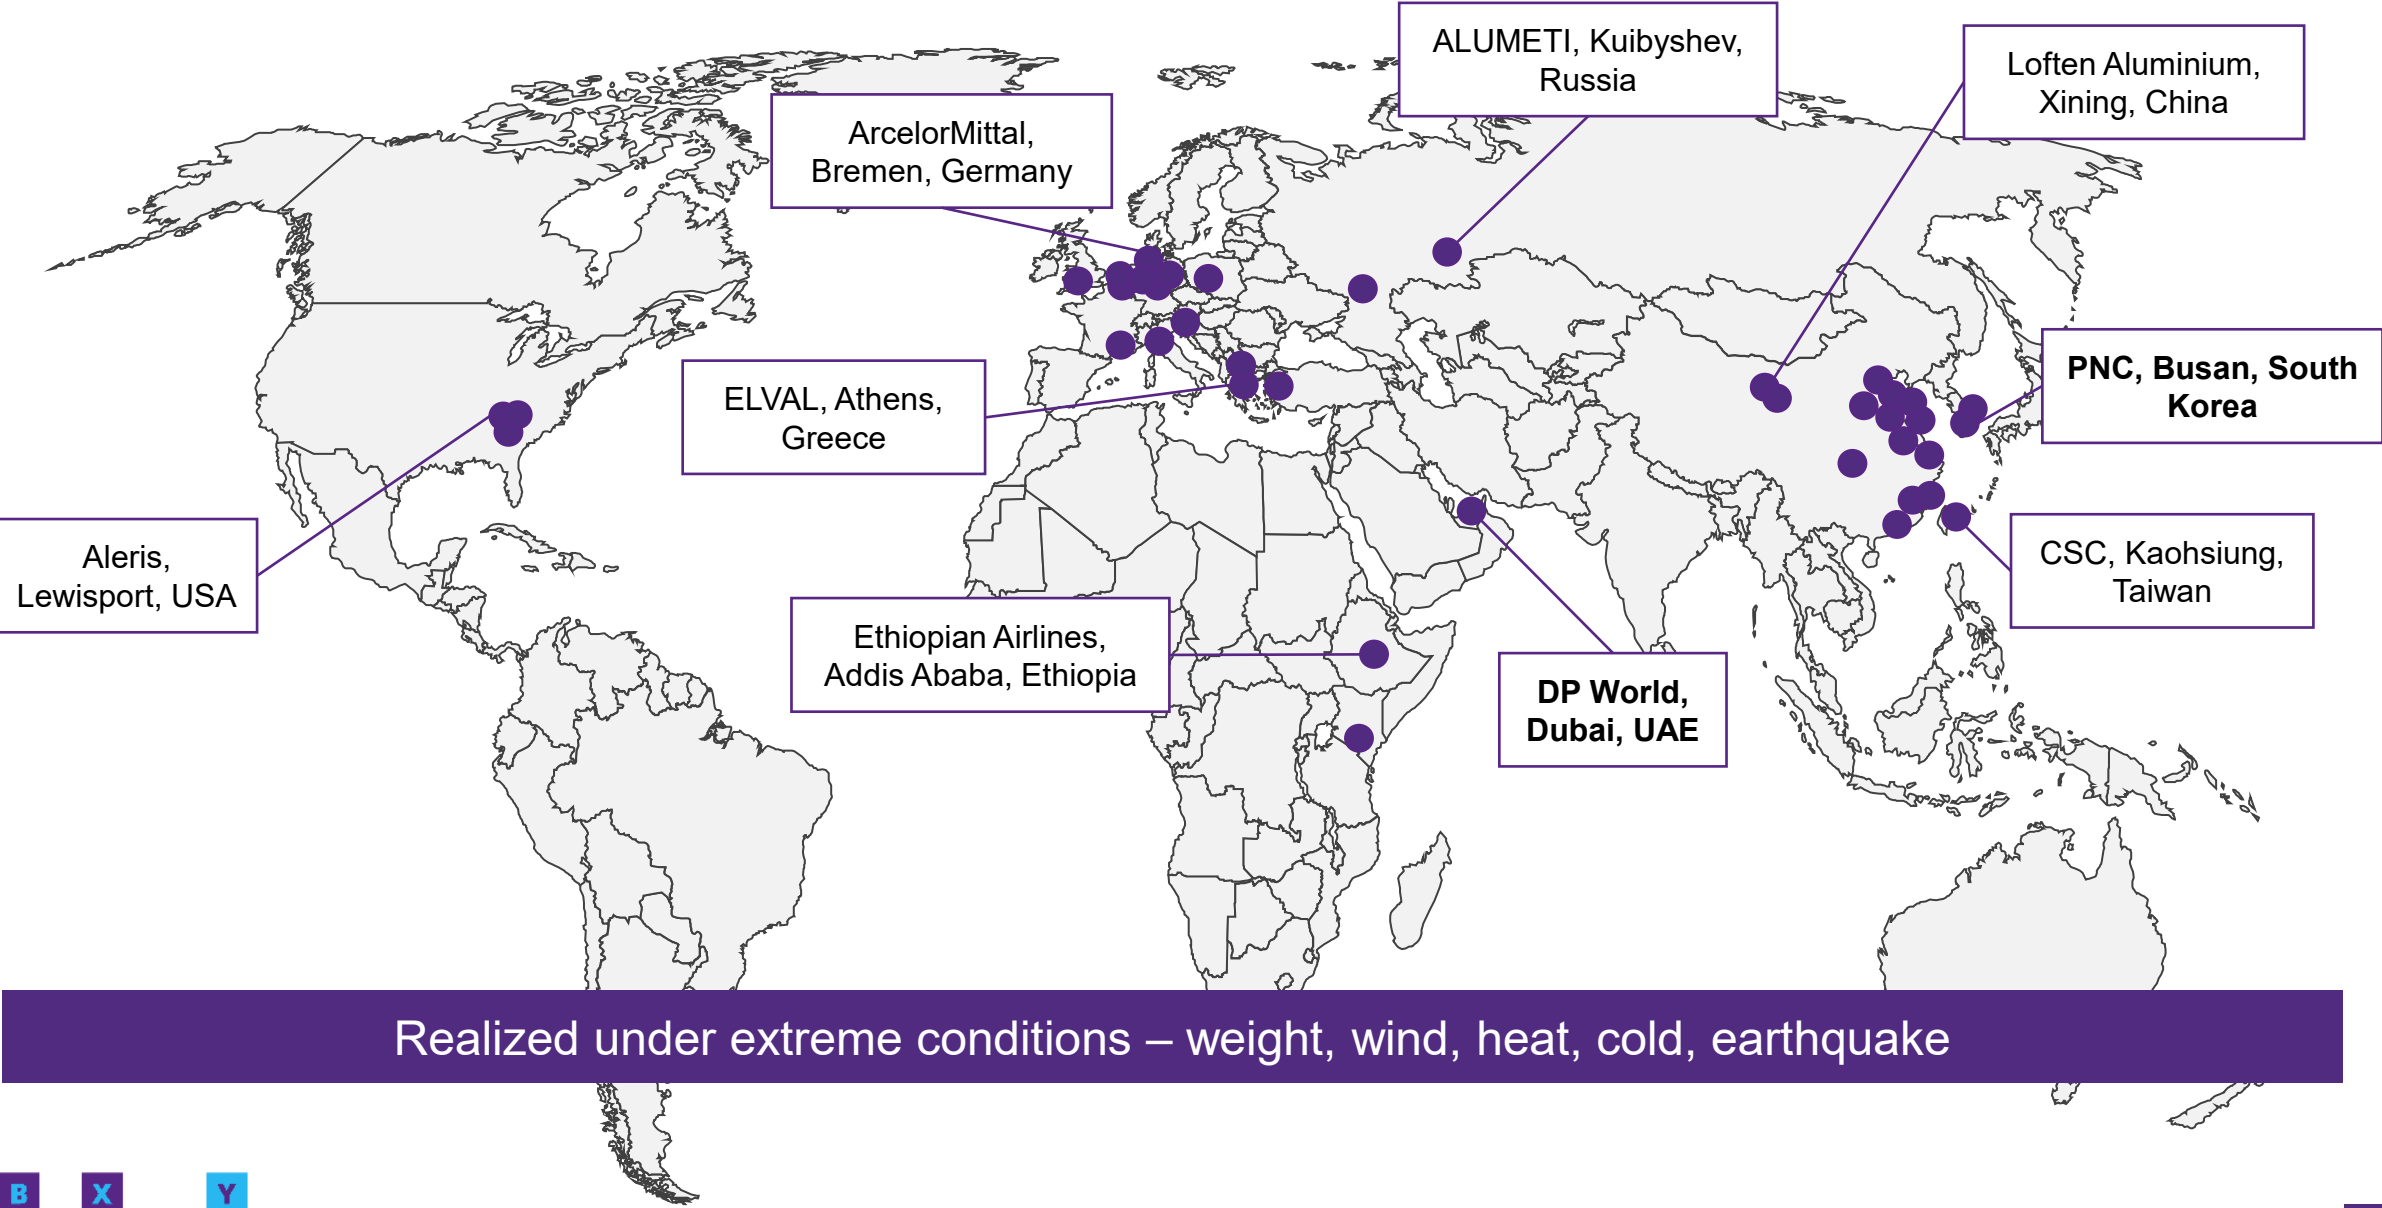 ALUMETI, Kuibyshev,
Russia
Loften Aluminium,
Xining, China
ArcelorMittal,
Bremen, Germany
PNC, Busan, South
Korea
ELVAL, Athens,
Greece
Aleris,
Lewisport, USA
CSC, Kaohsiung,
Taiwan
Ethiopian Airlines,
Addis Ababa, Ethiopia
DP World,
Dubai, UAE
Realized under extreme conditions – weight, wind, heat, cold, earthquake
B X Y